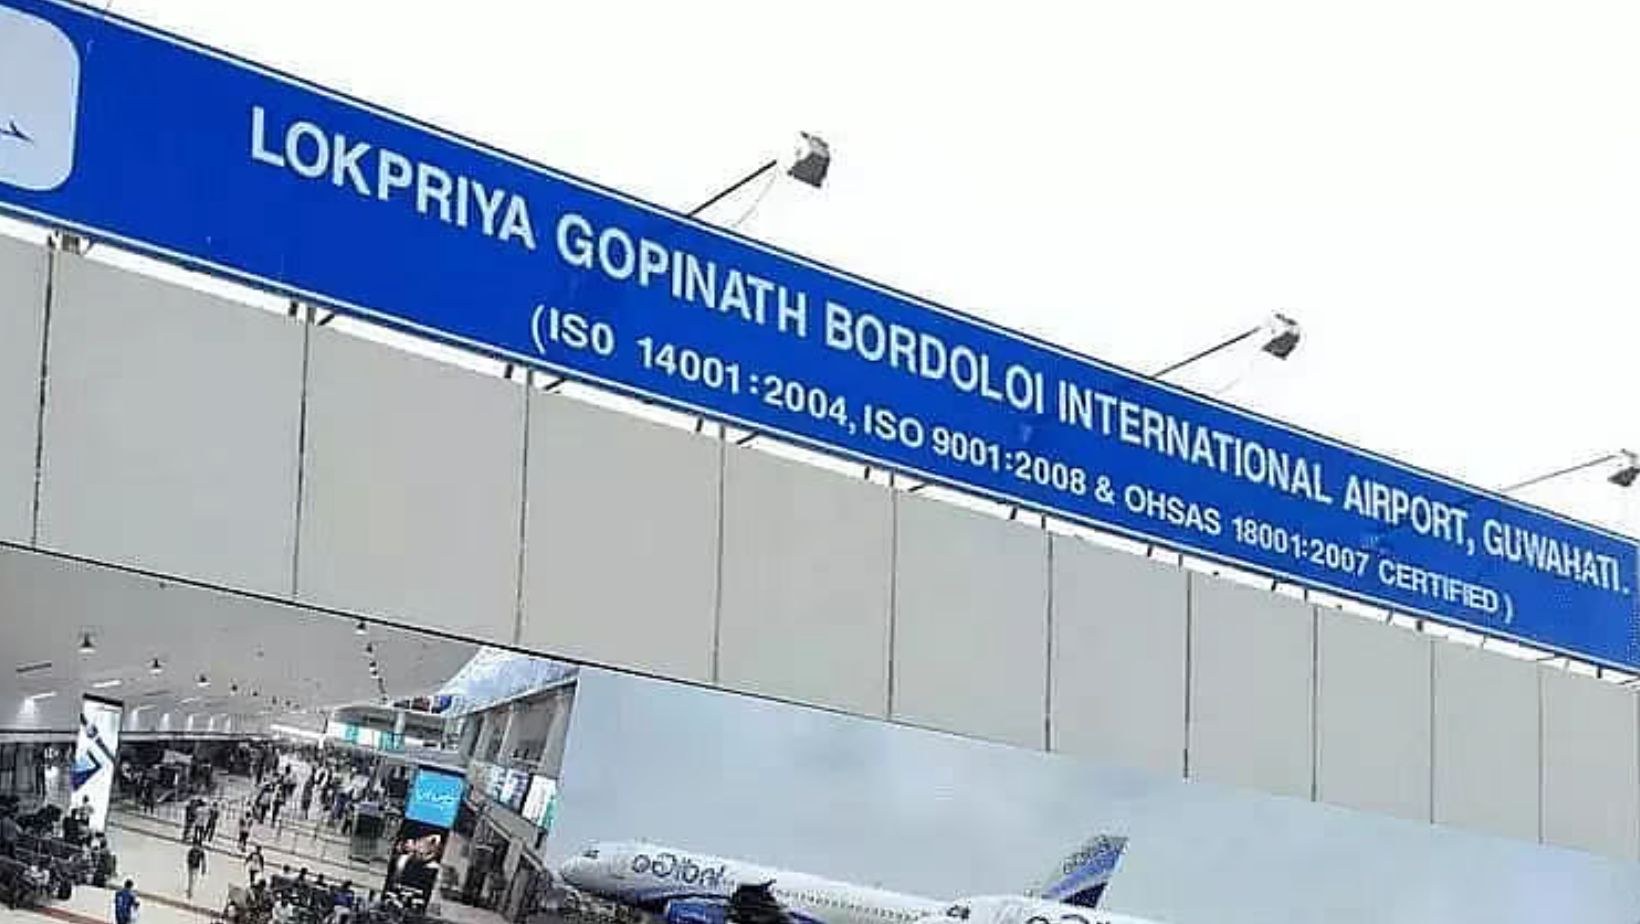 LOKPRIYA GOPINATH BORDOLOI INTERNATIONAL AIRPORT, GUWAHATI.
(ISO 14001:2004, ISO 9001:2008 & OHSAS 18001:2007 CERTIFIED)